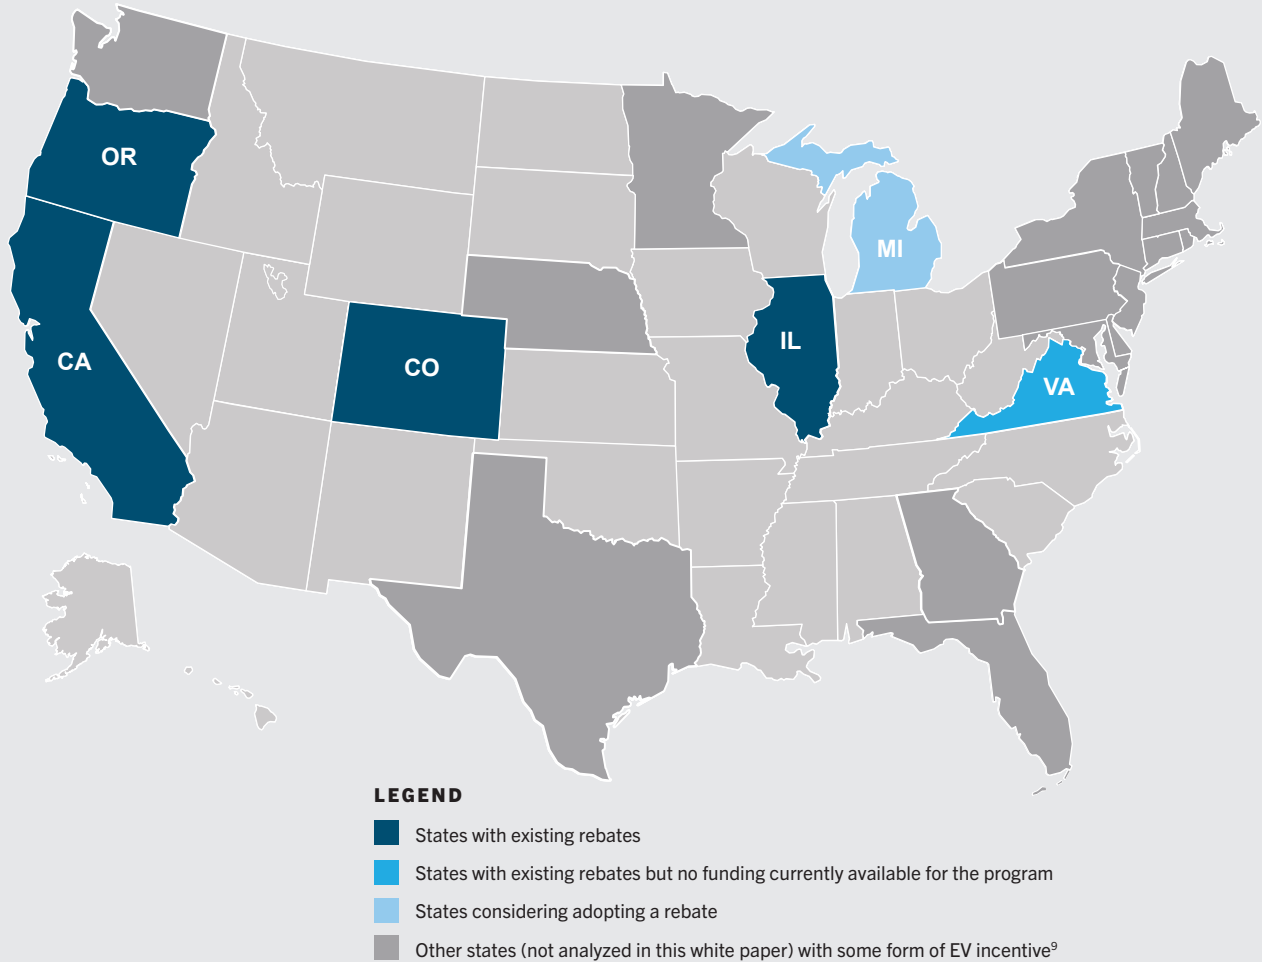 OR
MI
IL
CA
CO
VA
LEGEND
States with existing rebates
States with existing rebates but no funding currently available for the program
States considering adopting a rebate
Other states (not analyzed in this white paper) with some form of EV incentive⁹